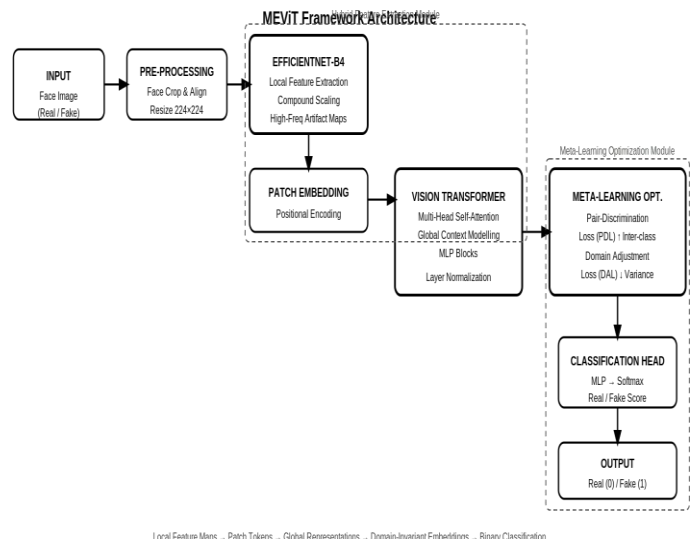 MEViT Framework Architecture
Hybrid Feature Extraction Module
INPUT
Face Image
(Real / Fake)
PRE-PROCESSING
Face Crop & Align
Resize 224×224
EFFICIENTNET-B4
Local Feature Extraction
Compound Scaling
High-Freq Artifact Maps
PATCH EMBEDDING
Positional Encoding
VISION TRANSFORMER
Multi-Head Self-Attention
Global Context Modelling
MLP Blocks
Layer Normalization
Meta-Learning Optimization Module
META-LEARNING OPT.
Pair-Discrimination
Loss (PDL) ↑ Inter-class
Domain Adjustment
Loss (DAL) ↓ Variance
CLASSIFICATION HEAD
MLP → Softmax
Real / Fake Score
OUTPUT
Real (0) / Fake (1)
Local Feature Maps → Patch Tokens → Global Representations → Domain-Invariant Embeddings → Binary Classification